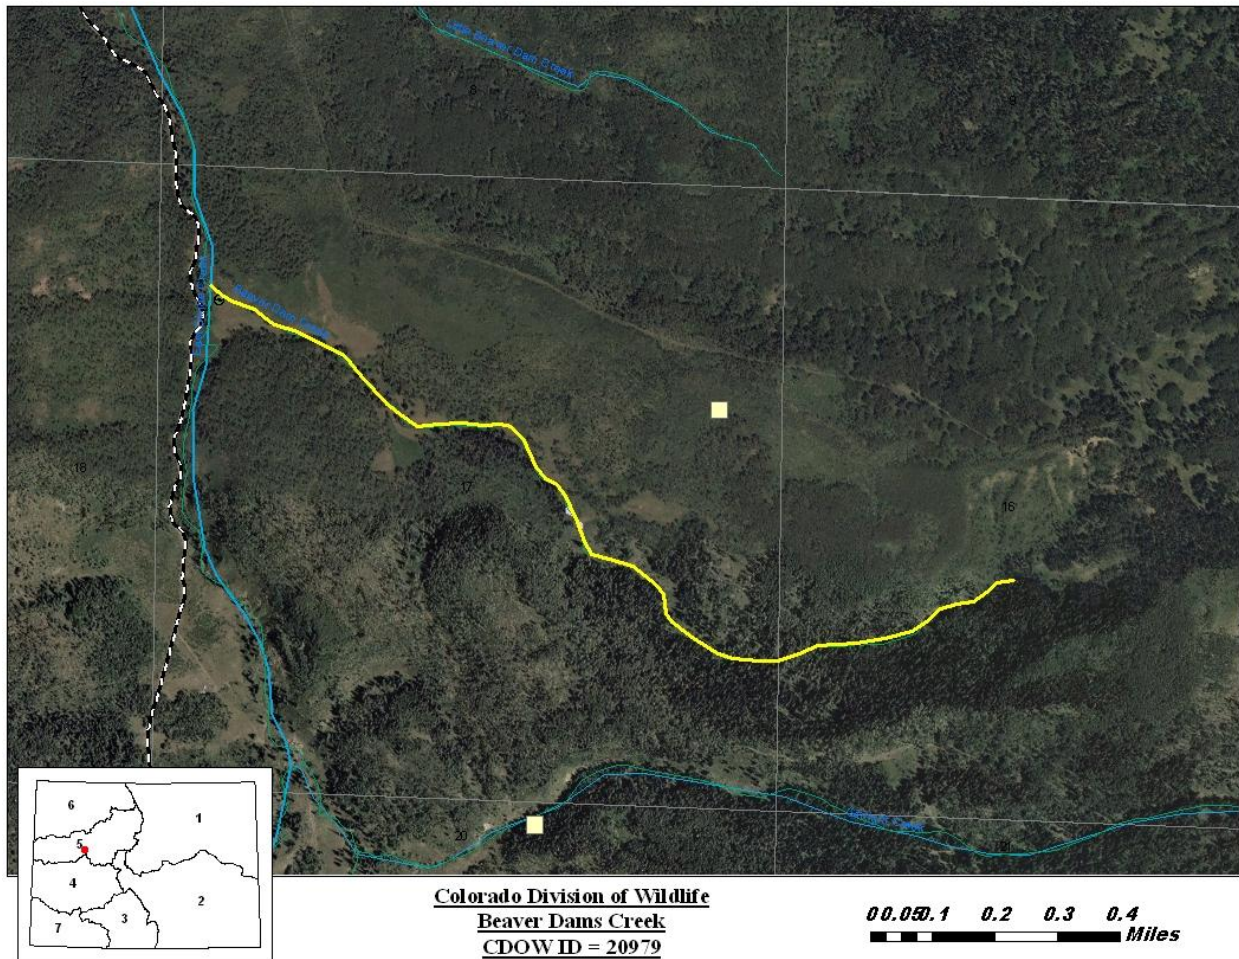 Little Beaver Dam Creek
8
9
Beaver Dam Creek
18
17
16
20
6
1
5
4
2
3
7
Colorado Division of Wildlife
Beaver Dams Creek
CDOW ID = 20979
0 0.05 0.1 0.2 0.3 0.4
Miles